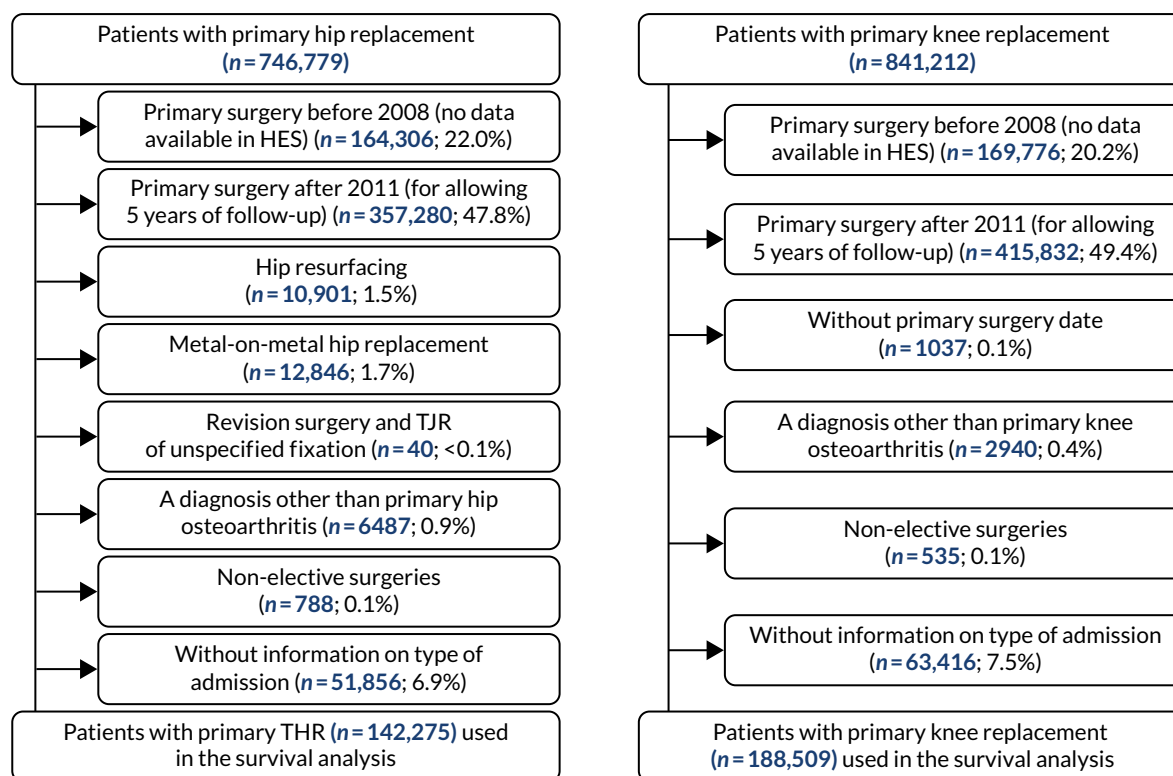 Patients with primary hip replacement
(n=746,779)
Primary surgery before 2008 (no data
available in HES) (n=164,306; 22.0%)
Primary surgery after 2011 (for allowing
5 years of follow-up) (n=357,280; 47.8%)
Hip resurfacing
(n=10,901; 1.5%)
Metal-on-metal hip replacement
(n=12,846; 1.7%)
Revision surgery and TJR
of unspecified fixation (n=40; <0.1%)
A diagnosis other than primary hip
osteoarthritis (n=6487; 0.9%)
Non-elective surgeries
(n=788; 0.1%)
Without information on type of
admission (n=51,856; 6.9%)
Patients with primary THR (n=142,275) used
in the survival analysis
Patients with primary knee replacement
(n=841,212)
Primary surgery before 2008 (no data
available in HES) (n=169,776; 20.2%)
Primary surgery after 2011 (for allowing
5 years of follow-up) (n=415,832; 49.4%)
Without primary surgery date
(n=1037; 0.1%)
A diagnosis other than primary knee
osteoarthritis (n=2940; 0.4%)
Non-elective surgeries
(n=535; 0.1%)
Without information on type of admission
(n=63,416; 7.5%)
Patients with primary knee replacement
(n=188,509) used in the survival analysis